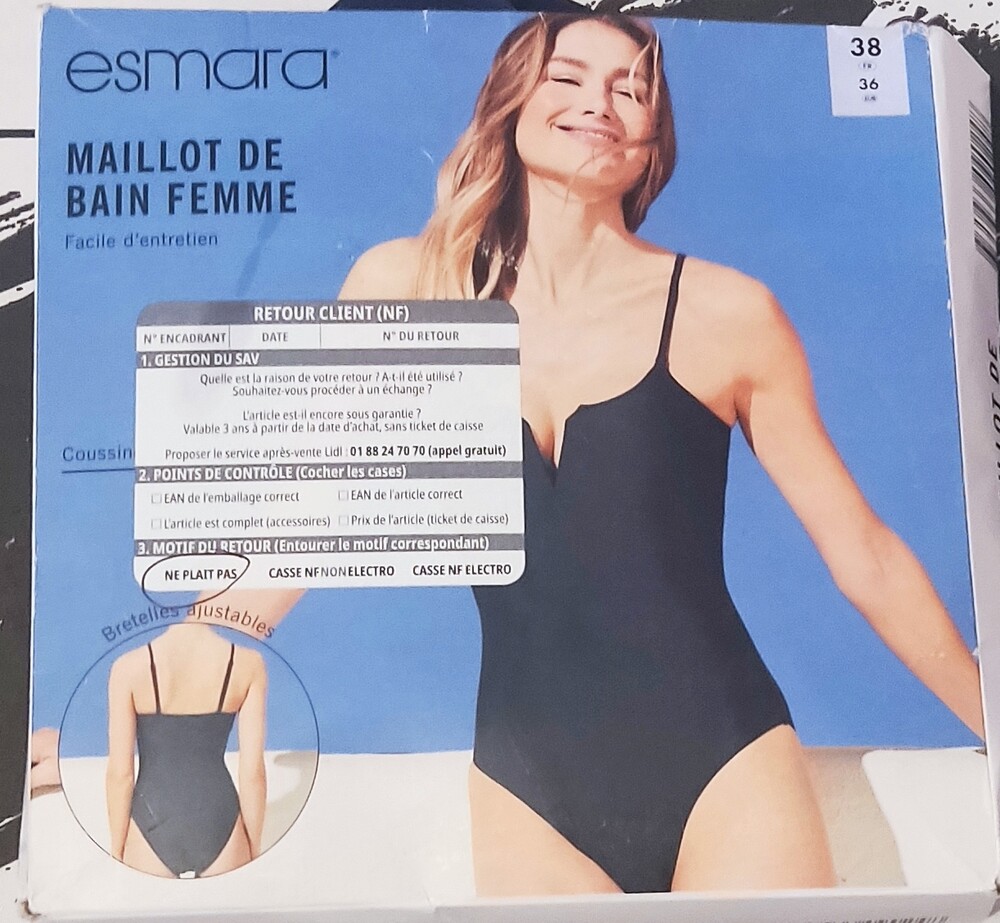 esmara
38
FR
36
EUR
MAILLOT DE
BAIN FEMME
Facile d'entretien
RETOUR CLIENT (NF)
N° ENCADRANT DATE N° DU RETOUR
1. GESTION DU SAV
Quelle est la raison de votre retour ? A-t-il été utilisé ?
Souhaitez-vous procéder à un échange ?
L'article est-il encore sous garantie ?
Valable 3 ans à partir de la date d'achat, sans ticket de caisse
Proposer le service après-vente Lidl : 01 88 24 70 70 (appel gratuit)
2. POINTS DE CONTRÔLE (Cocher les cases)
EAN de l'emballage correct EAN de l'article correct
L'article est complet (accessoires) Prix de l'article (ticket de caisse)
3. MOTIF DU RETOUR (Entourer le motif correspondant)
NE PLAIT PAS CASSE NF NON ELECTRO CASSE NF ELECTRO
Coussin
Bretelles ajustables